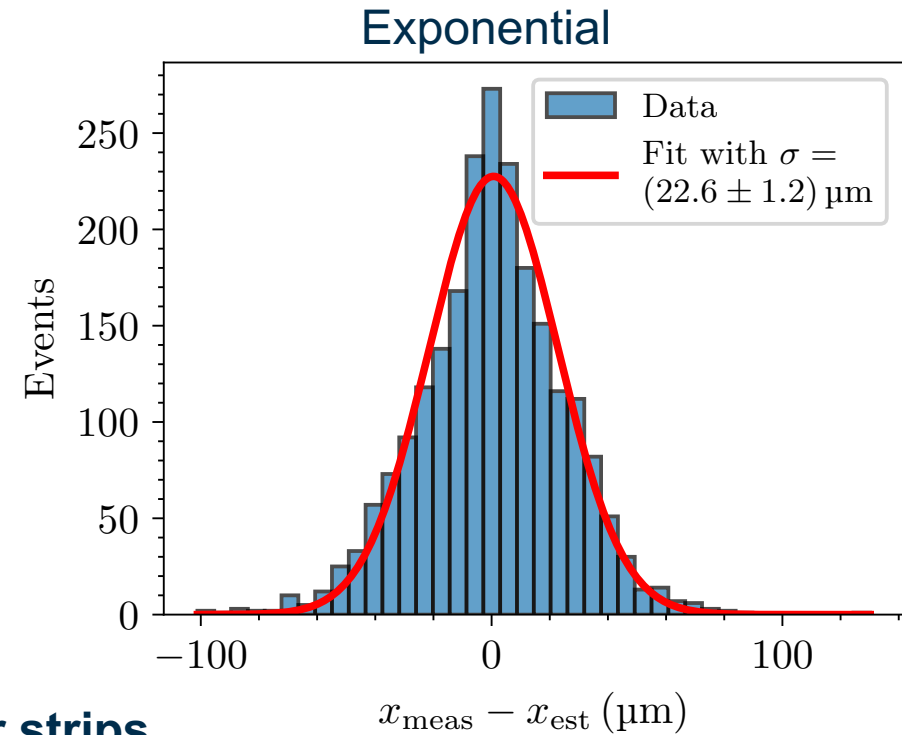 Exponential
Data
Fit with σ =
(22.6 ± 1.2) µm
250
200
150
100
50
0
Events
−100
0
100
x_meas − x_est (µm)
r strips